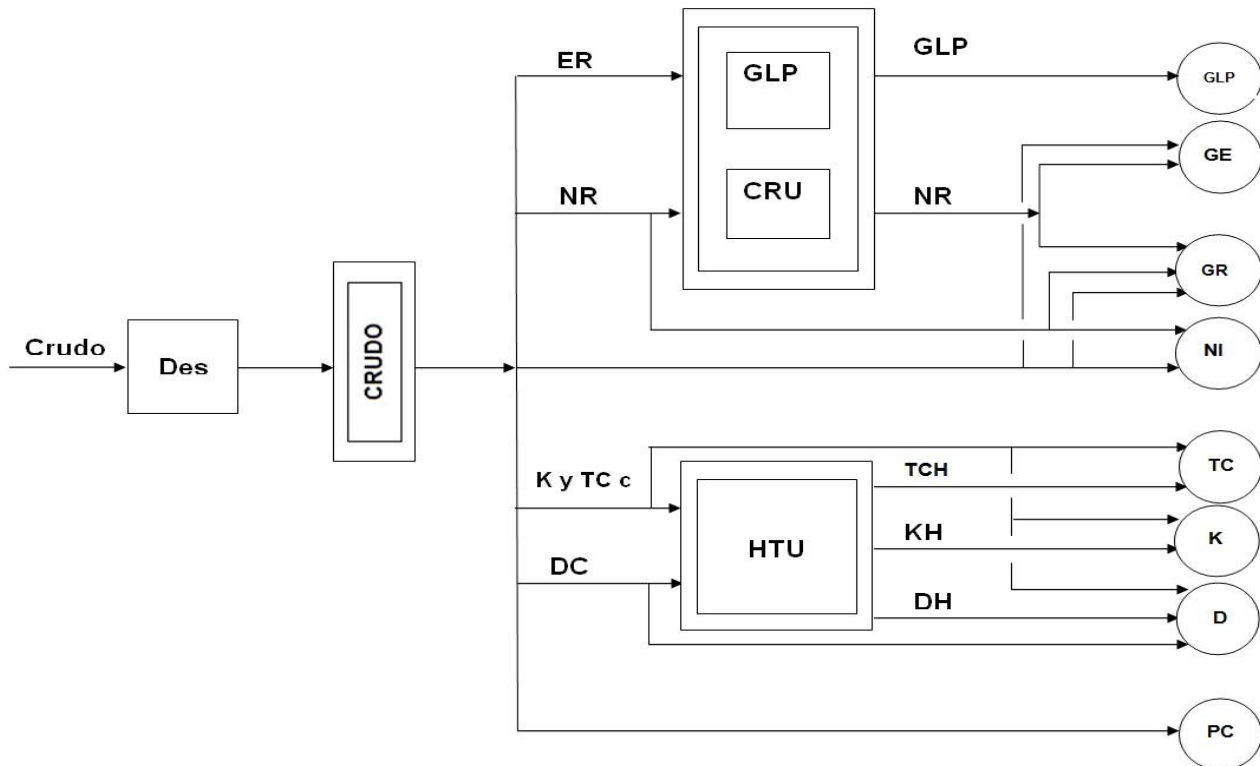 ER
GLP
GLP
GLP
GE
NR
CRU
NR
GR
Crudo
Des
CRUDO
NI
K y TC c
TCH
TC
HTU
KH
K
DC
DH
D
PC